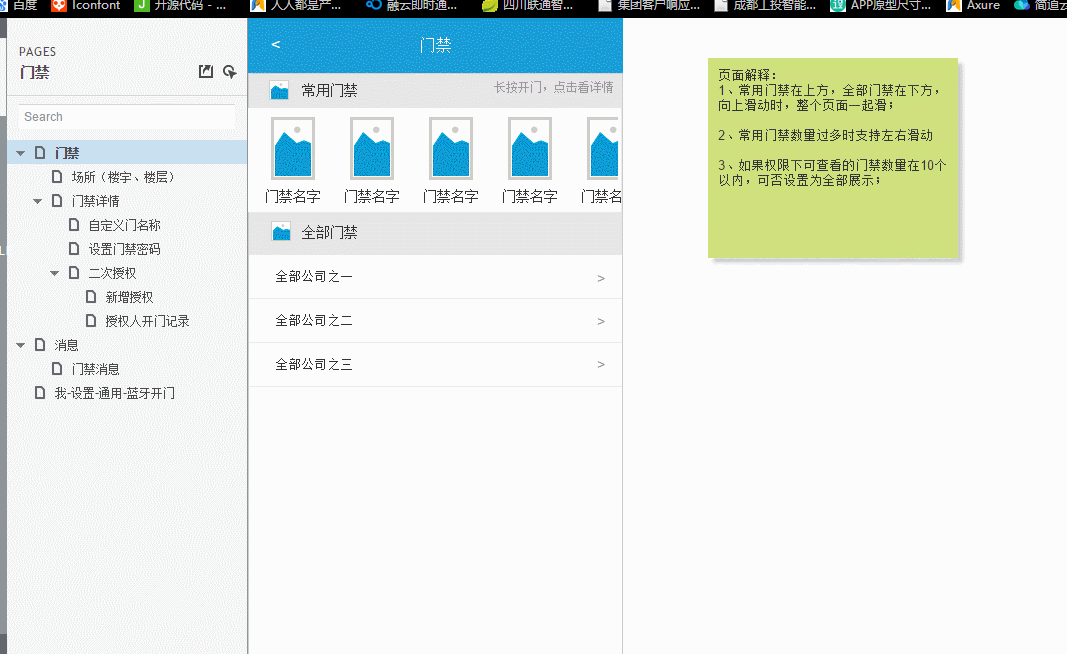 百度
Iconfont
开源代码 - ...
人人都是产...
融云即时通...
四川联通智...
集团客户响应...
成都工投智能...
APP原型尺寸...
Axure
简道云
PAGES
门禁
Search
门禁
场所（楼宇、楼层）
门禁详情
自定义门名称
设置门禁密码
二次授权
新增授权
授权人开门记录
消息
门禁消息
我-设置-通用-蓝牙开门
< 门禁
常用门禁 长按开门，点击看详情
门禁名字 门禁名字 门禁名字 门禁名字 门禁名
全部门禁
全部公司之一 >
全部公司之二 >
全部公司之三 >
页面解释：
1、常用门禁在上方，全部门禁在下方，
向上滑动时，整个页面一起滑；
2、常用门禁数量过多时支持左右滑动
3、如果权限下可查看的门禁数量在10个
以内，可否设置为全部展示；